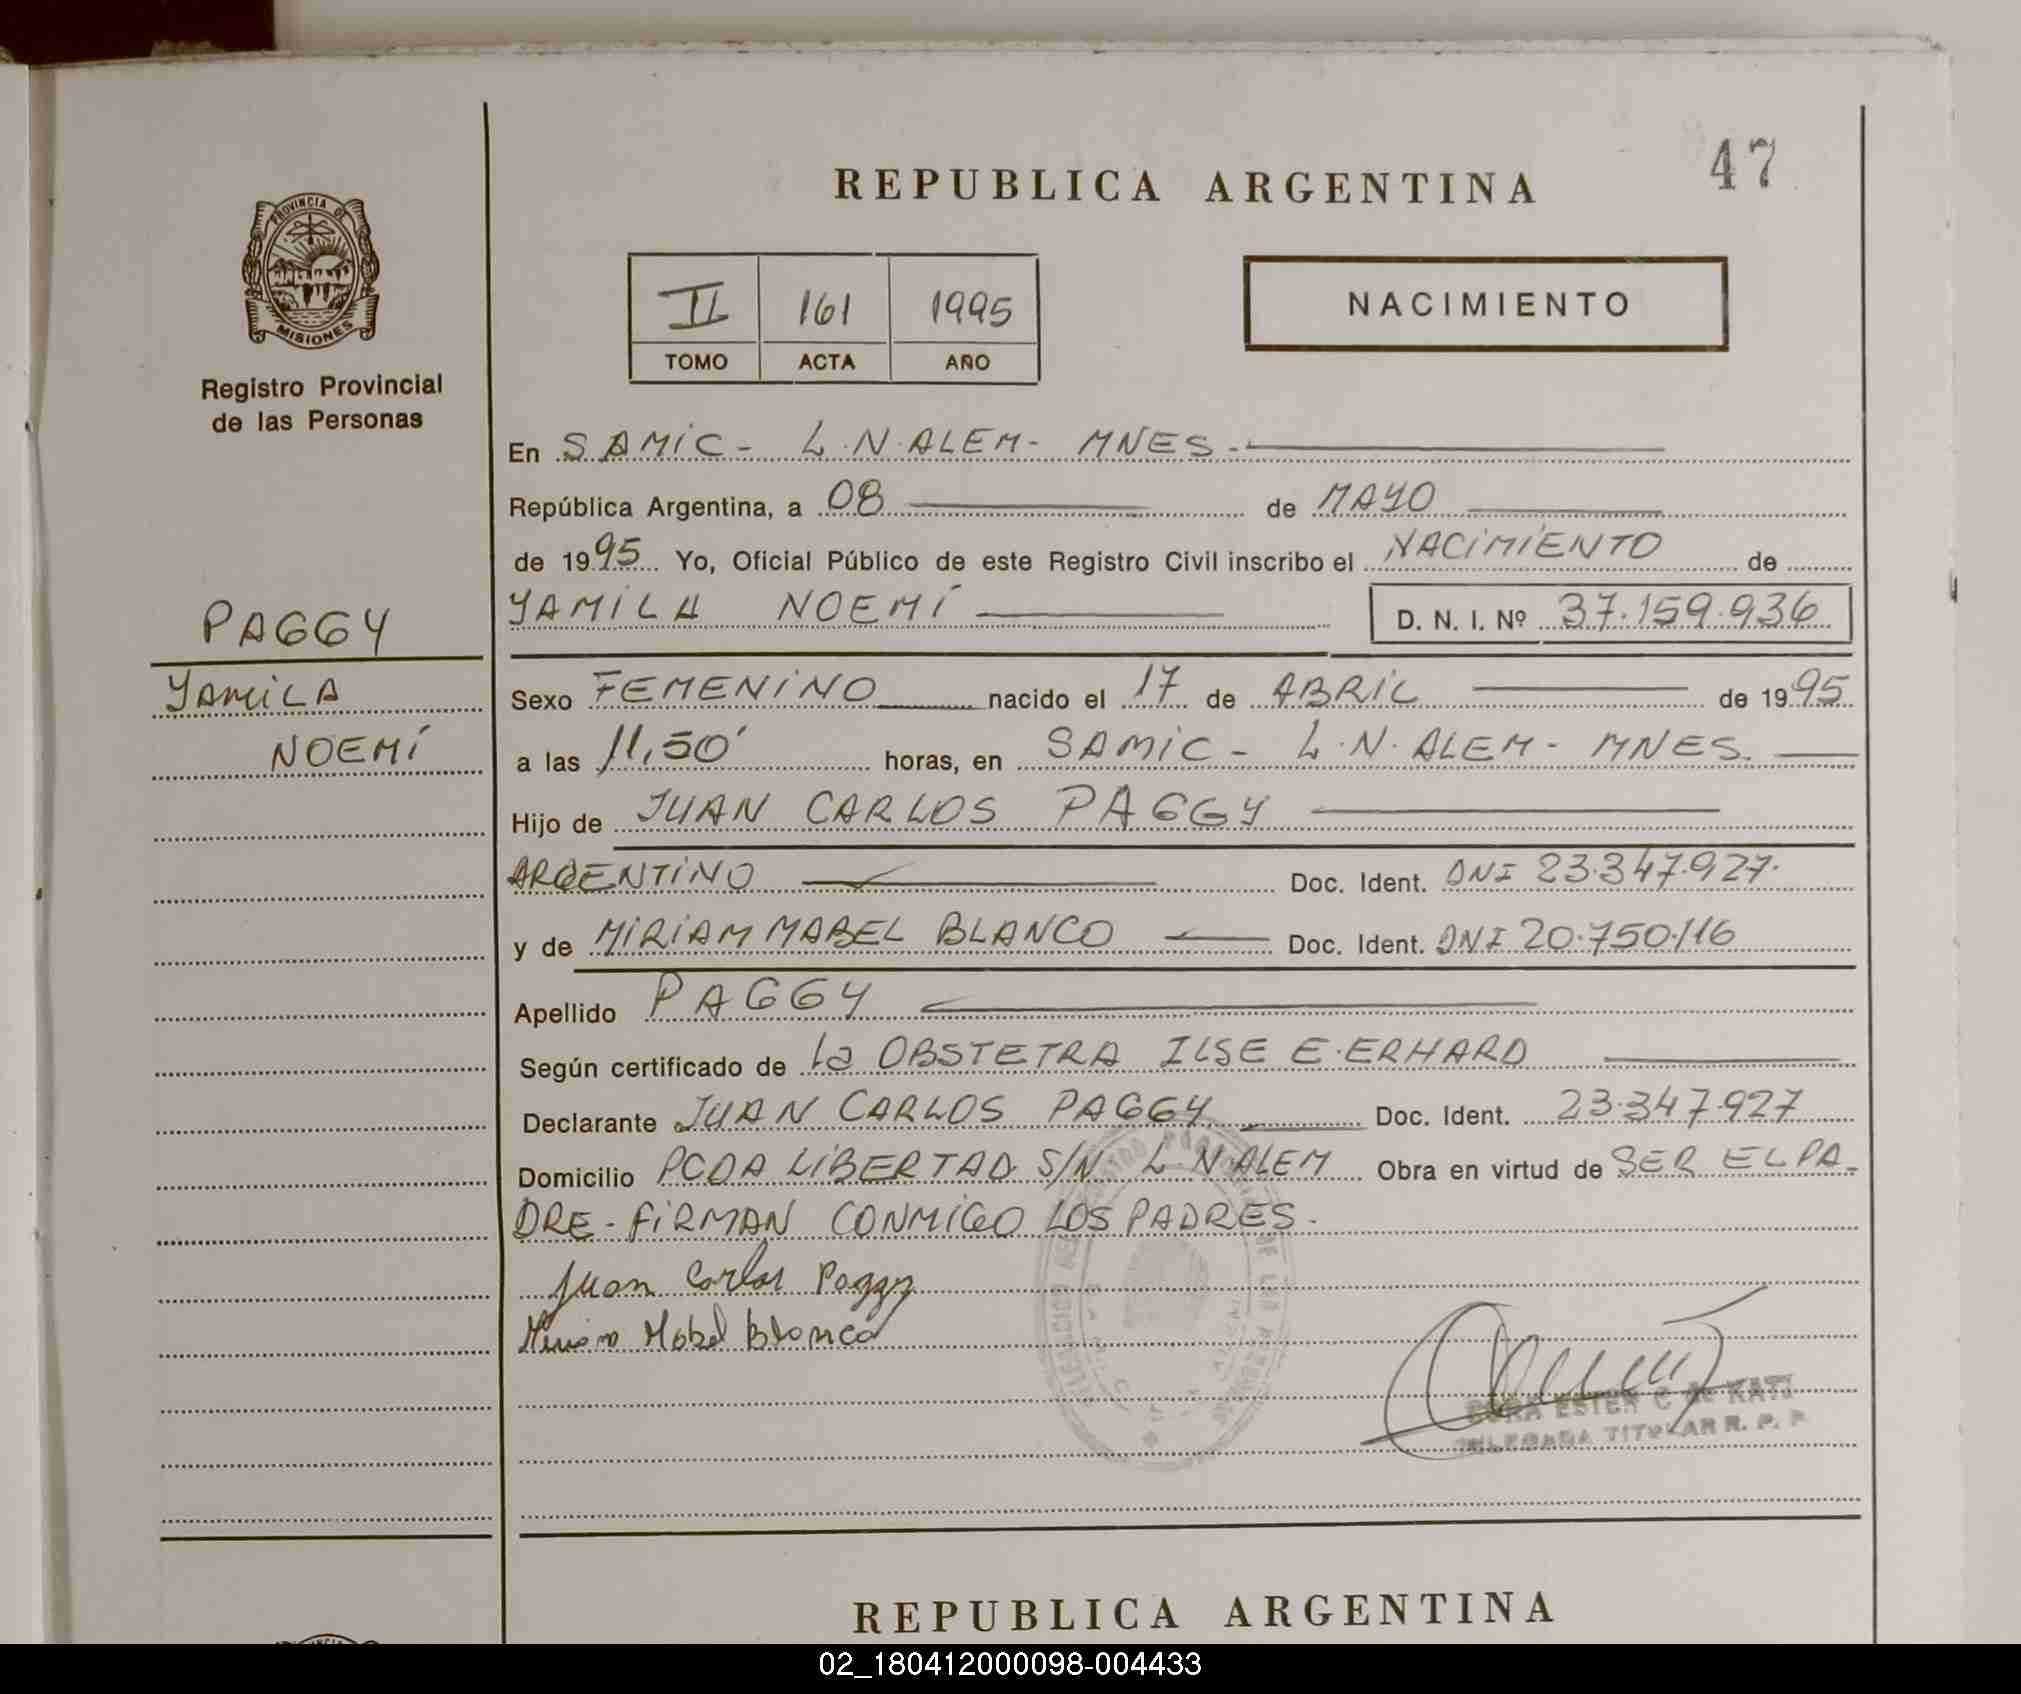 47
REPUBLICA ARGENTINA
PROVINCIA DE
MISIONES
Registro Provincial
de las Personas
II 161 1995
TOMO ACTA AÑO
NACIMIENTO
En SAMIC - L.N.ALEM - MNES.-
República Argentina, a 08 de MAYO
de 1995 Yo, Oficial Público de este Registro Civil inscribo el NACIMIENTO de
YAMILA NOEMÍ D. N. I. Nº 37.159.936
PAGGY
YAMILA
NOEMÍ
Sexo FEMENINO nacido el 17 de ABRIL de 1995
a las 11,50' horas, en SAMIC - L.N.ALEM - MNES.
Hijo de JUAN CARLOS PAGGY
ARGENTINO Doc. Ident. DNI 23.347.927.
y de MIRIAM MABEL BLANCO Doc. Ident. DNI 20.750.116
Apellido PAGGY
Según certificado de la OBSTETRA ILSE E. ERHARD
Declarante JUAN CARLOS PAGGY Doc. Ident. 23.347.927
Domicilio PCDA LIBERTAD S/N L N ALEM Obra en virtud de SER EL PA-
DRE - FIRMAN CONMIGO LOS PADRES.
Juan Carlos Paggy
Miriam Mabel Blanco
ESTER C de KATI
DELEGADA TITULAR R. P. P.
REPUBLICA ARGENTINA
02_180412000098-004433